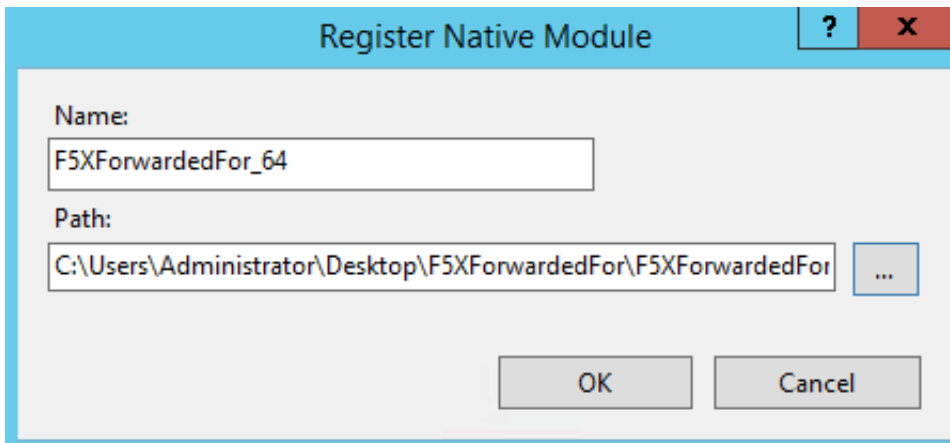 Register Native Module
?
x
Name:
F5XForwardedFor_64
Path:
C:\Users\Administrator\Desktop\F5XForwardedFor\F5XForwardedFor
...
OK
Cancel